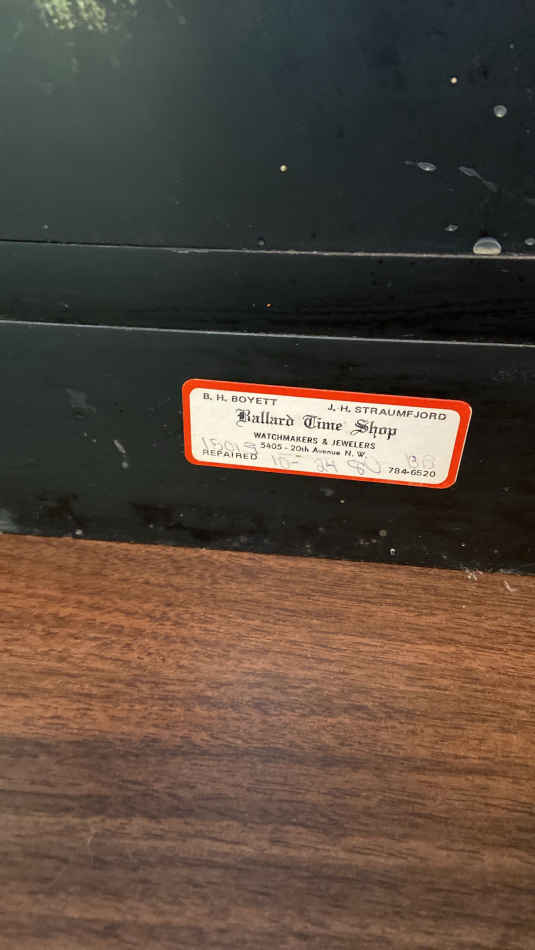 B. H. BOYETT
J. H. STRAUMFJORD
Ballard Time Shop
WATCHMAKERS & JEWELERS
5405 - 20th Avenue N. W.
REPAIRED 10-24 80
784-6520